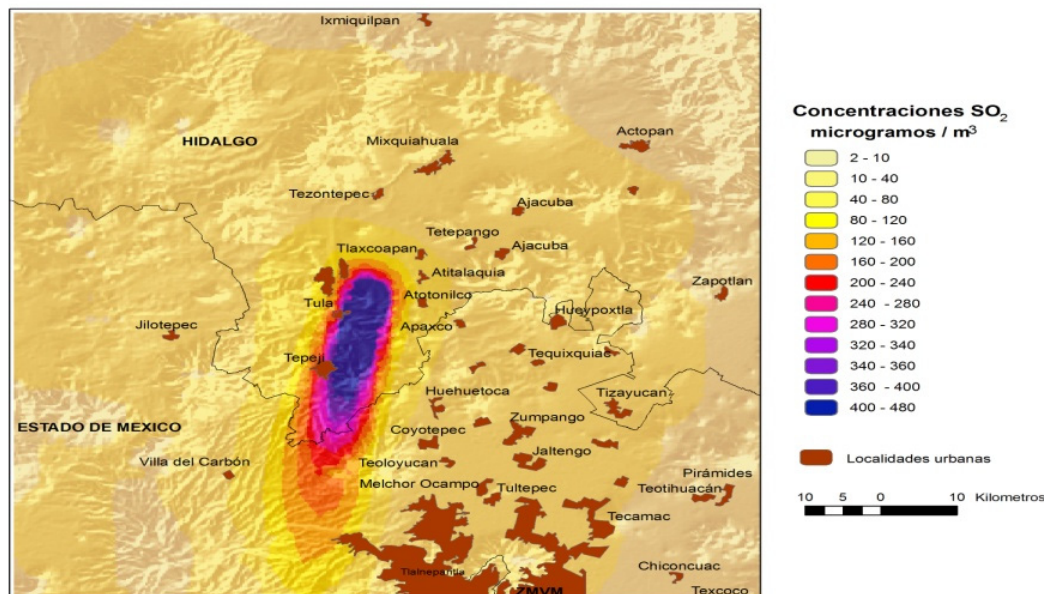 Ixmiquilpan
HIDALGO
Mixquiahuala
Actopan
Tezontepec
Ajacuba
Tetepango
Ajacuba
Tlaxcoapan
Atitalaquia
Zapotlan
Tula
Atotonilco
Hueypoxtla
Jilotepec
Apaxco
Tepeji
Tequixquiac
Huehuetoca
Tizayucan
ESTADO DE MEXICO
Zumpango
Coyotepec
Jaltengo
Villa del Carbón
Teoloyucan
Pirámides
Melchor Ocampo
Tultepec
Teotihuacán
Tecamac
Chiconcuac
Tlalnepantla
ZMVM
Texcoco
Concentraciones SO2
microgramos / m3
2 - 10
10 - 40
40 - 80
80 - 120
120 - 160
160 - 200
200 - 240
240 - 280
280 - 320
320 - 340
340 - 360
360 - 400
400 - 480
Localidades urbanas
10 5 0 10 Kilometros